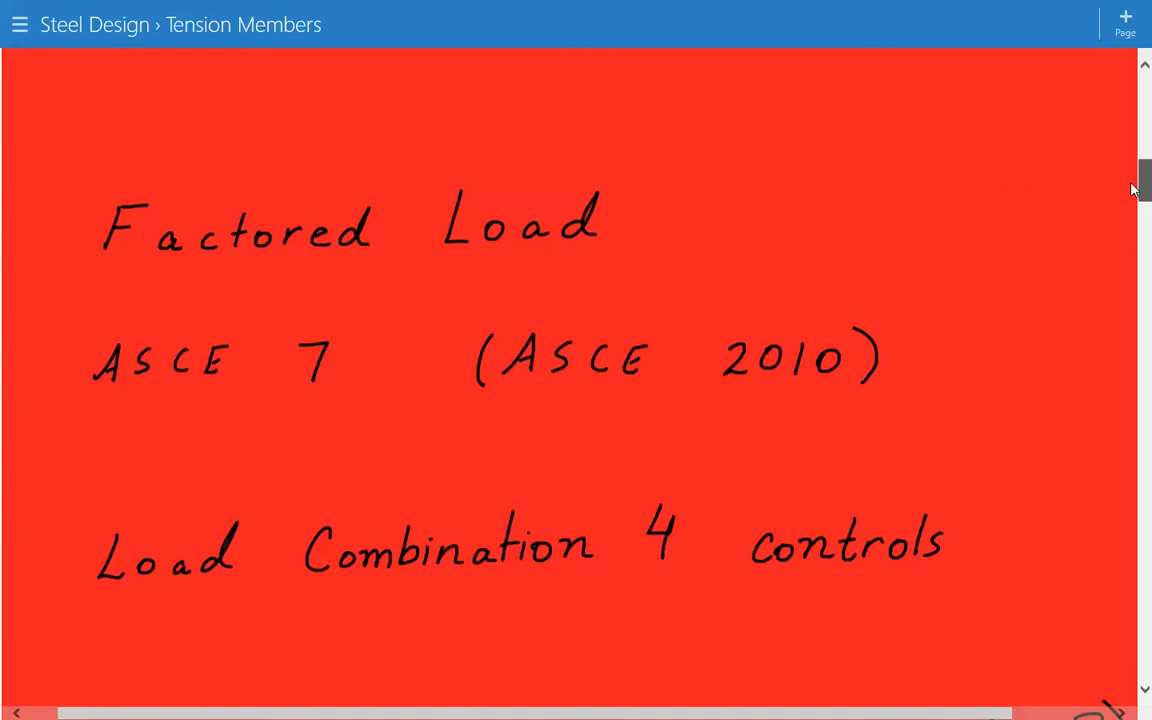 Steel Design › Tension Members
Page
Factored Load
ASCE 7 (ASCE 2010)
Load Combination 4 controls